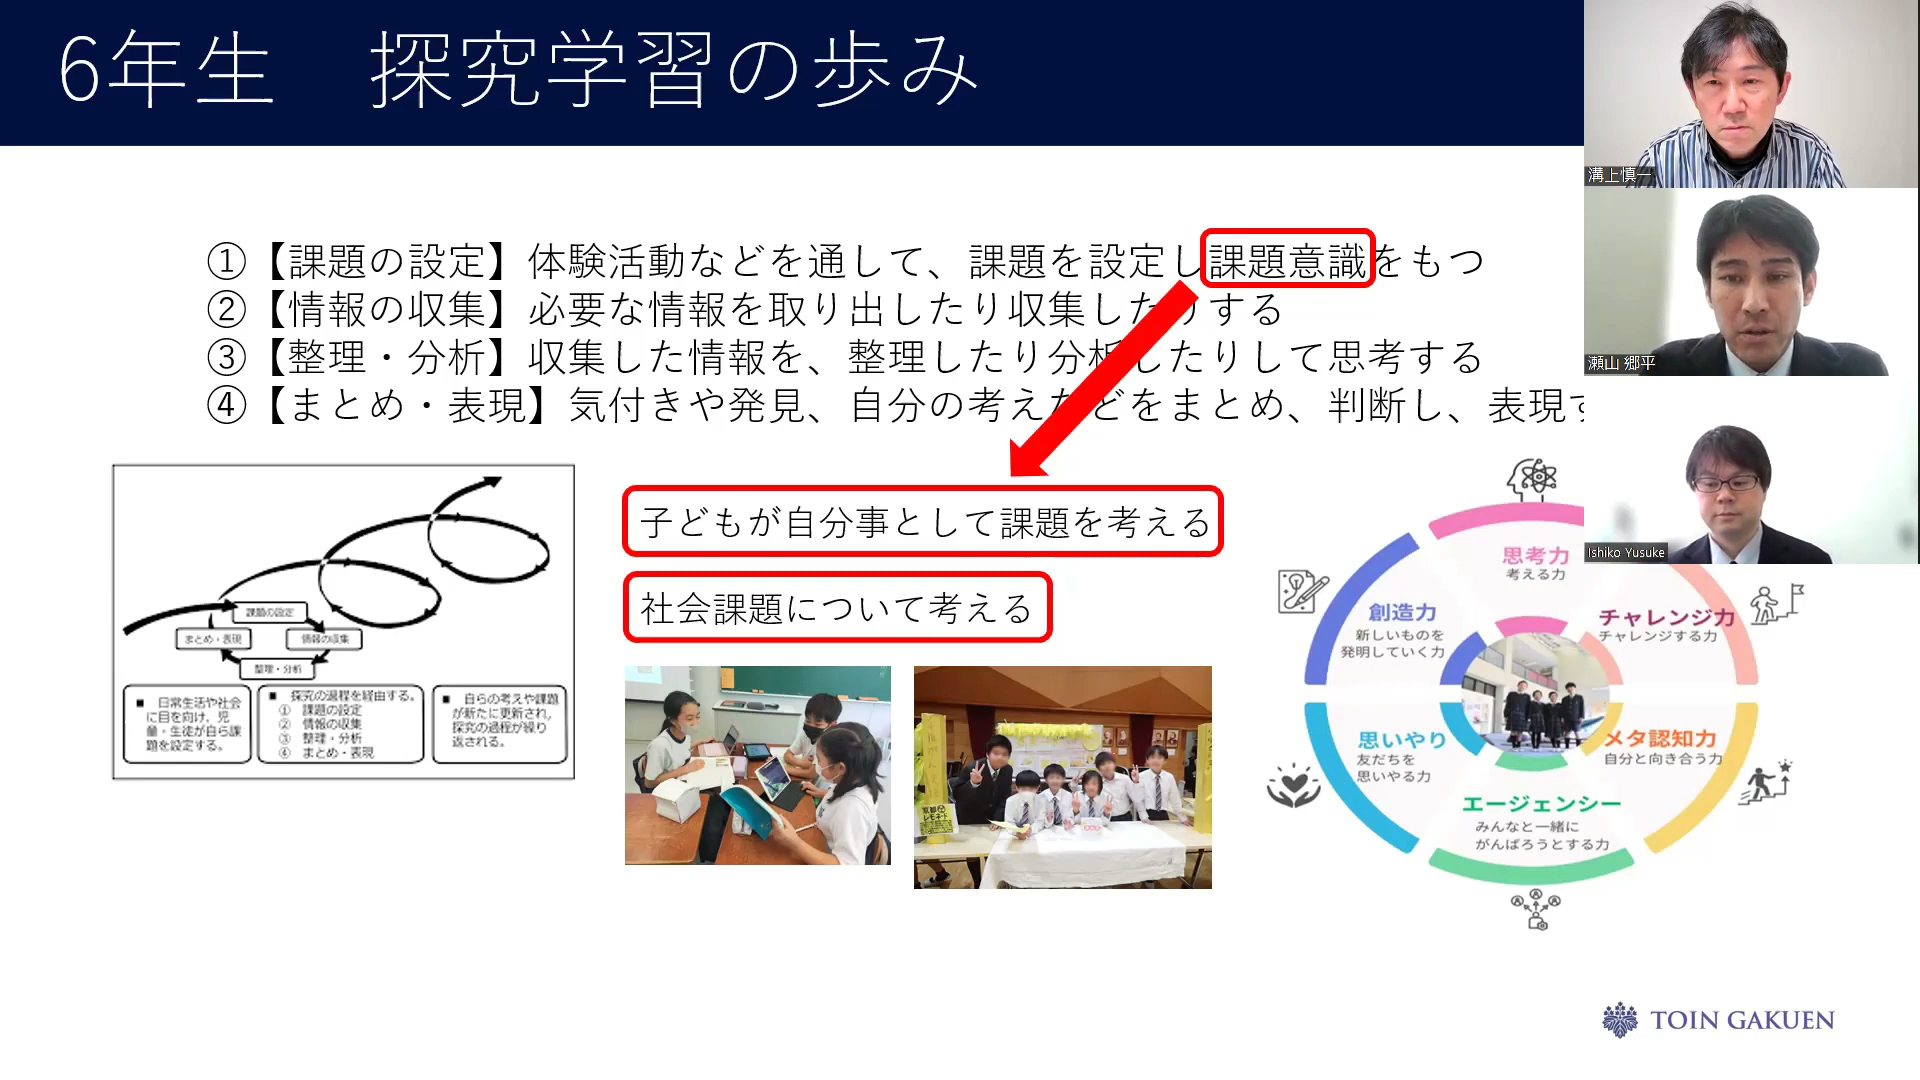 6年生 探究学習の歩み
①【課題の設定】体験活動などを通して、課題を設定し課題意識をもつ
②【情報の収集】必要な情報を取り出したり収集したりする
③【整理・分析】収集した情報を、整理したり分析したりして思考する
④【まとめ・表現】気付きや発見、自分の考えなどをまとめ、判断し、表現す
子どもが自分事として課題を考える
社会課題について考える
課題の設定
まとめ・表現
情報の収集
整理・分析
■ 日常生活や社会
に目を向け、児
童・生徒が自ら課
題を設定する。
■ 探究の過程を経由する。
① 課題の設定
② 情報の収集
③ 整理・分析
④ まとめ・表現
■ 自らの考えや課題
が新たに更新され、
探究の過程が繰り
返される。
レモネード
思考力
考える力
チャレンジ力
チャレンジする力
メタ認知力
自分と向き合う力
エージェンシー
みんなと一緒に
がんばろうとする力
思いやり
友だちを
思いやる力
創造力
新しいものを
発明していく力
溝上慎一
瀬山 郷平
Ishiko Yusuke
TOIN GAKUEN